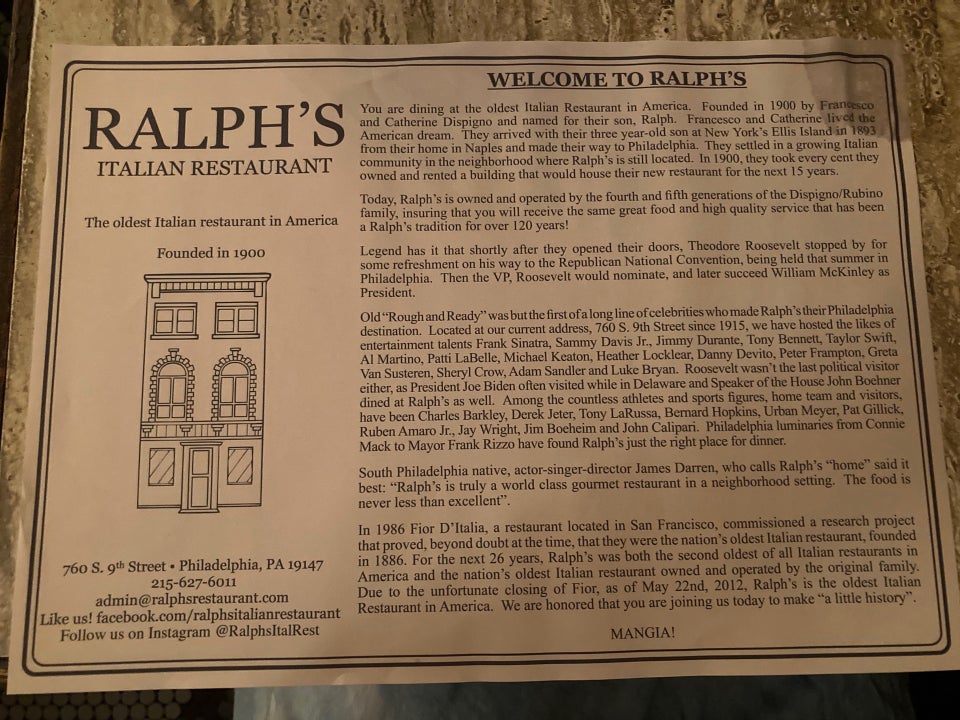 RALPH'S
ITALIAN RESTAURANT
The oldest Italian restaurant in America
Founded in 1900
760 S. 9th Street • Philadelphia, PA 19147
215-627-6011
admin@ralphsrestaurant.com
Like us! facebook.com/ralphsitalianrestaurant
Follow us on Instagram @RalphsItalRest
WELCOME TO RALPH'S
You are dining at the oldest Italian Restaurant in America. Founded in 1900 by Francesco
and Catherine Dispigno and named for their son, Ralph. Francesco and Catherine lived the
American dream. They arrived with their three year-old son at New York's Ellis Island in 1893
from their home in Naples and made their way to Philadelphia. They settled in a growing Italian
community in the neighborhood where Ralph's is still located. In 1900, they took every cent they
owned and rented a building that would house their new restaurant for the next 15 years.
Today, Ralph's is owned and operated by the fourth and fifth generations of the Dispigno/Rubino
family, insuring that you will receive the same great food and high quality service that has been
a Ralph's tradition for over 120 years!
Legend has it that shortly after they opened their doors, Theodore Roosevelt stopped by for
some refreshment on his way to the Republican National Convention, being held that summer in
Philadelphia. Then the VP, Roosevelt would nominate, and later succeed William McKinley as
President.
Old "Rough and Ready" was but the first of a long line of celebrities who made Ralph's their Philadelphia
destination. Located at our current address, 760 S. 9th Street since 1915, we have hosted the likes of
entertainment talents Frank Sinatra, Sammy Davis Jr., Jimmy Durante, Tony Bennett, Taylor Swift,
Al Martino, Patti LaBelle, Michael Keaton, Heather Locklear, Danny Devito, Peter Frampton, Greta
Van Susteren, Sheryl Crow, Adam Sandler and Luke Bryan. Roosevelt wasn't the last political visitor
either, as President Joe Biden often visited while in Delaware and Speaker of the House John Boehner
dined at Ralph's as well. Among the countless athletes and sports figures, home team and visitors,
have been Charles Barkley, Derek Jeter, Tony LaRussa, Bernard Hopkins, Urban Meyer, Pat Gillick,
Ruben Amaro Jr., Jay Wright, Jim Boeheim and John Calipari. Philadelphia luminaries from Connie
Mack to Mayor Frank Rizzo have found Ralph's just the right place for dinner.
South Philadelphia native, actor-singer-director James Darren, who calls Ralph's "home" said it
best: "Ralph's is truly a world class gourmet restaurant in a neighborhood setting. The food is
never less than excellent".
In 1986 Fior D'Italia, a restaurant located in San Francisco, commissioned a research project
that proved, beyond doubt at the time, that they were the nation's oldest Italian restaurant, founded
in 1886. For the next 26 years, Ralph's was both the second oldest of all Italian restaurants in
America and the nation's oldest Italian restaurant owned and operated by the original family.
Due to the unfortunate closing of Fior, as of May 22nd, 2012, Ralph's is the oldest Italian
Restaurant in America. We are honored that you are joining us today to make "a little history".
MANGIA!